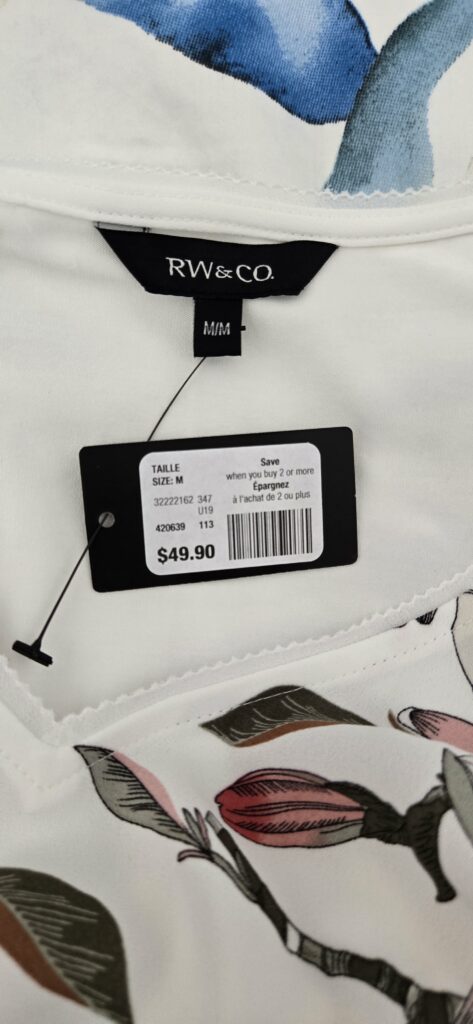 RW&CO.
M/M
TAILLE
SIZE: M
32222162 347
U19
420639 113
$49.90
Save
when you buy 2 or more
Épargnez
à l'achat de 2 ou plus